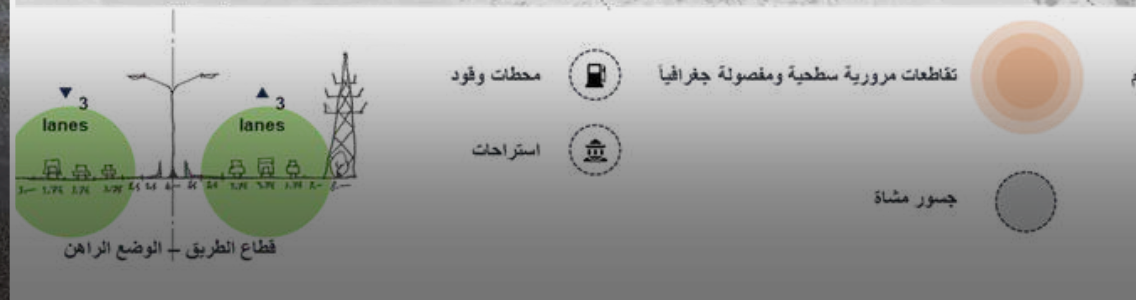 تقاطعات مرورية سطحية ومفصولة جغرافياً
جسور مشاة
محطات وقود
استراحات
3
lanes
3
lanes
قطاع الطريق – الوضع الراهن